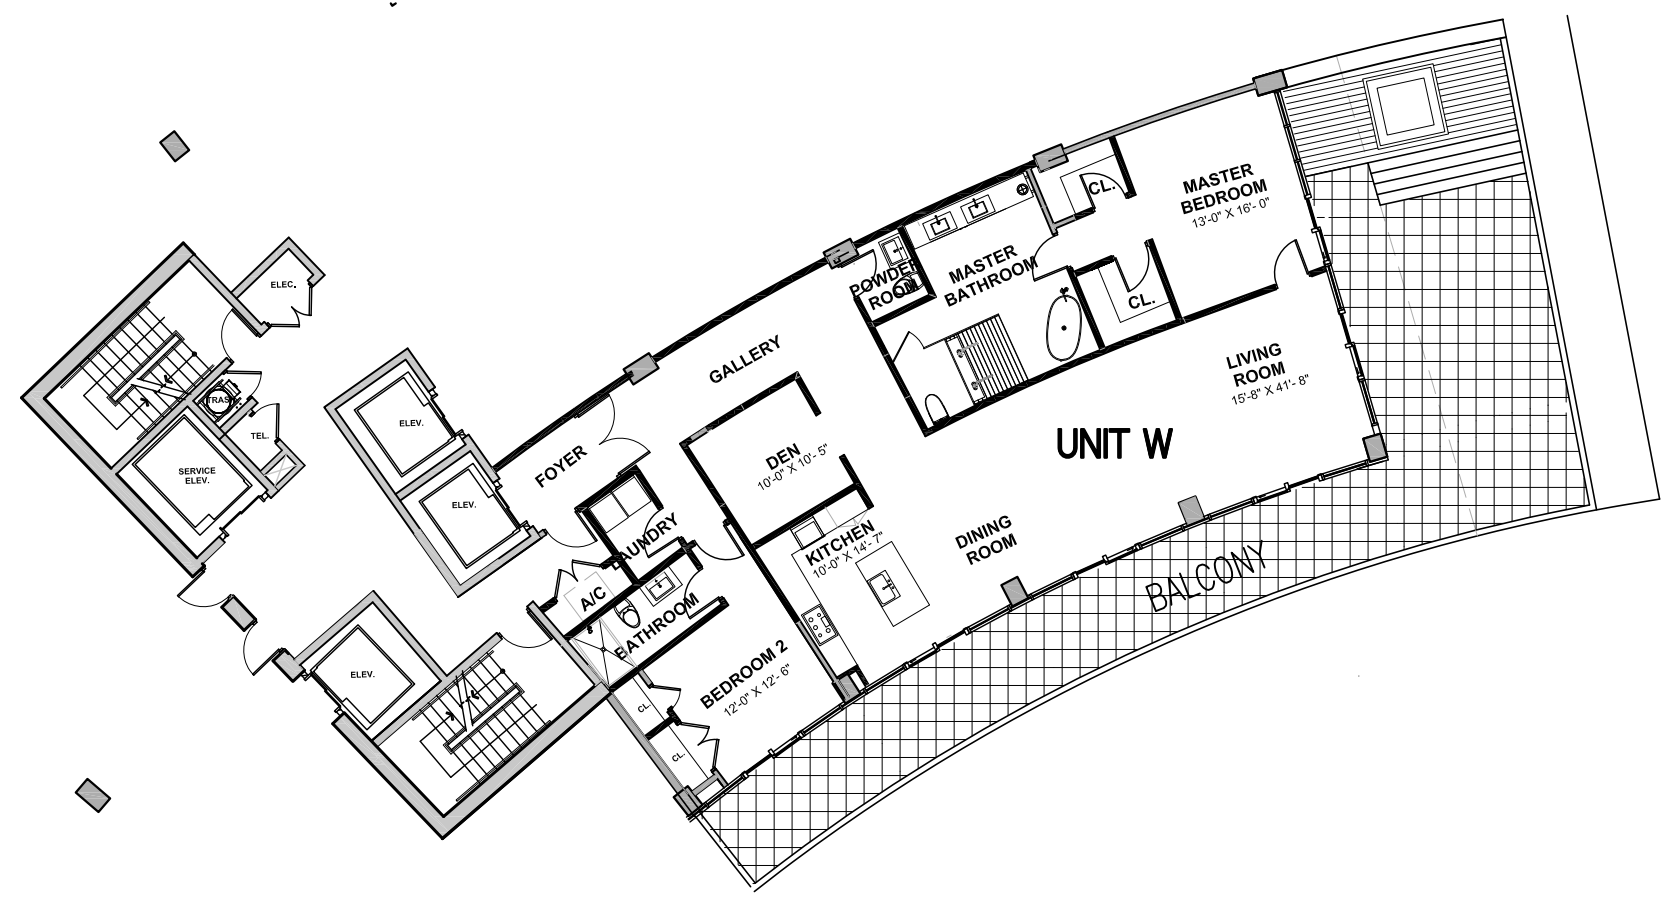 MASTER
BEDROOM
13'-0" X 16'- 0"
CL.
MASTER
BATHROOM
POWDER
ROOM
CL.
ELEC.
GALLERY
LIVING
ROOM
15'-8" X 41'- 8"
TRASH
ELEV.
TEL.
UNIT W
FOYER
DEN
10'-0" X 10'- 5"
SERVICE
ELEV.
ELEV.
LAUNDRY
KITCHEN
10'-0" X 14'- 7"
DINING
ROOM
BALCONY
A/C
BATHROOM
ELEV.
BEDROOM 2
12'-0" X 12'- 6"
CL.
CL.